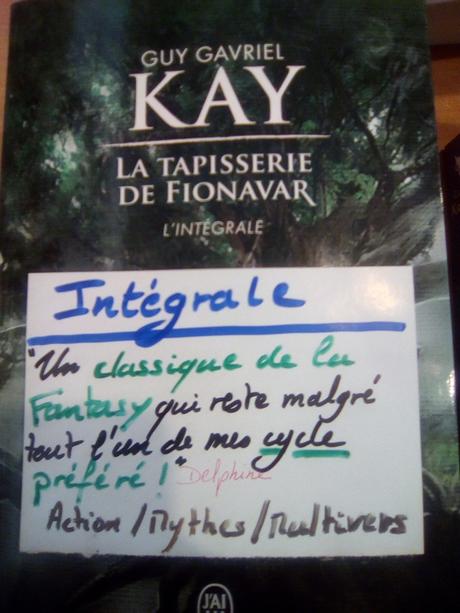 GUY GAVRIEL
KAY
LA TAPISSERIE
DE FIONAVAR
L'INTÉGRALE
Intégrale
"Un classique de la
Fantasy qui reste malgré
tout l'un de mes cycle
préféré !" Delphine
Action/Mythes/Multivers
J'AI